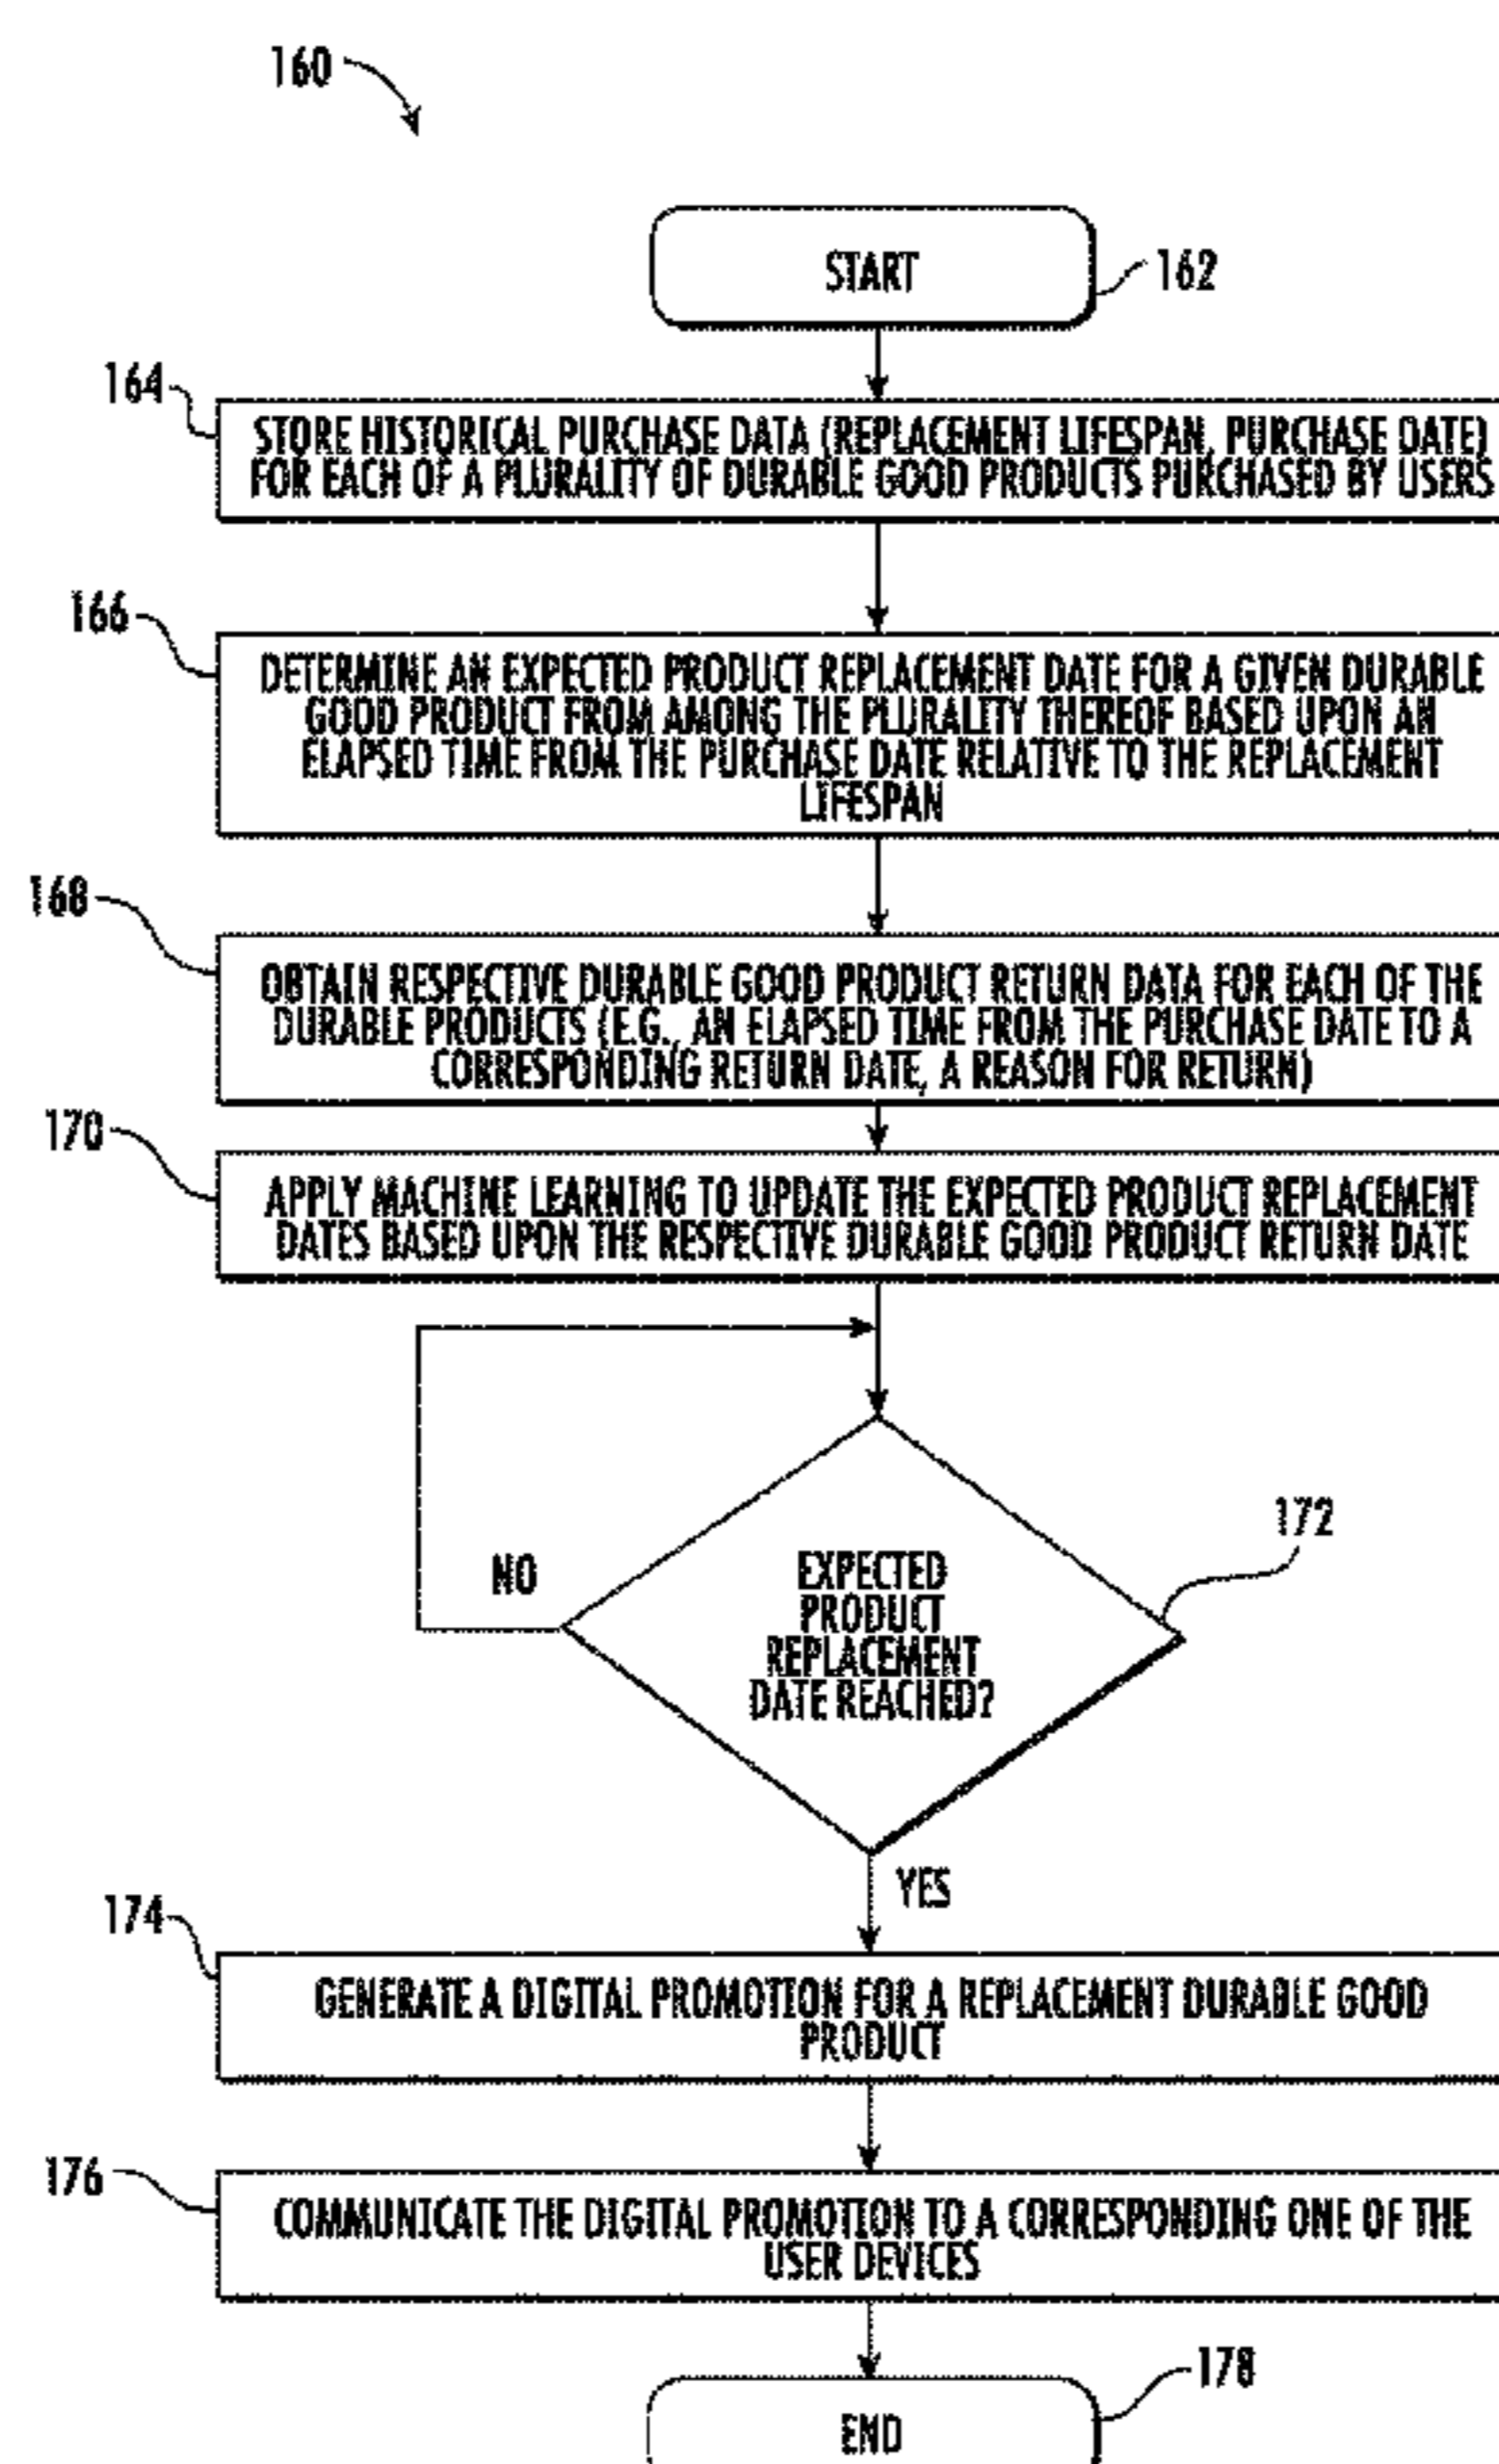 160
START
162
164
STORE HISTORICAL PURCHASE DATA (REPLACEMENT LIFESPAN, PURCHASE DATE)
FOR EACH OF A PLURALITY OF DURABLE GOOD PRODUCTS PURCHASED BY USERS
166
DETERMINE AN EXPECTED PRODUCT REPLACEMENT DATE FOR A GIVEN DURABLE
GOOD PRODUCT FROM AMONG THE PLURALITY THEREOF BASED UPON AN
ELAPSED TIME FROM THE PURCHASE DATE RELATIVE TO THE REPLACEMENT
LIFESPAN
168
OBTAIN RESPECTIVE DURABLE GOOD PRODUCT RETURN DATA FOR EACH OF THE
DURABLE PRODUCTS (E.G., AN ELAPSED TIME FROM THE PURCHASE DATE TO A
CORRESPONDING RETURN DATE, A REASON FOR RETURN)
170
APPLY MACHINE LEARNING TO UPDATE THE EXPECTED PRODUCT REPLACEMENT
DATES BASED UPON THE RESPECTIVE DURABLE GOOD PRODUCT RETURN DATE
172
NO
EXPECTED
PRODUCT
REPLACEMENT
DATE REACHED?
YES
174
GENERATE A DIGITAL PROMOTION FOR A REPLACEMENT DURABLE GOOD
PRODUCT
176
COMMUNICATE THE DIGITAL PROMOTION TO A CORRESPONDING ONE OF THE
USER DEVICES
178
END